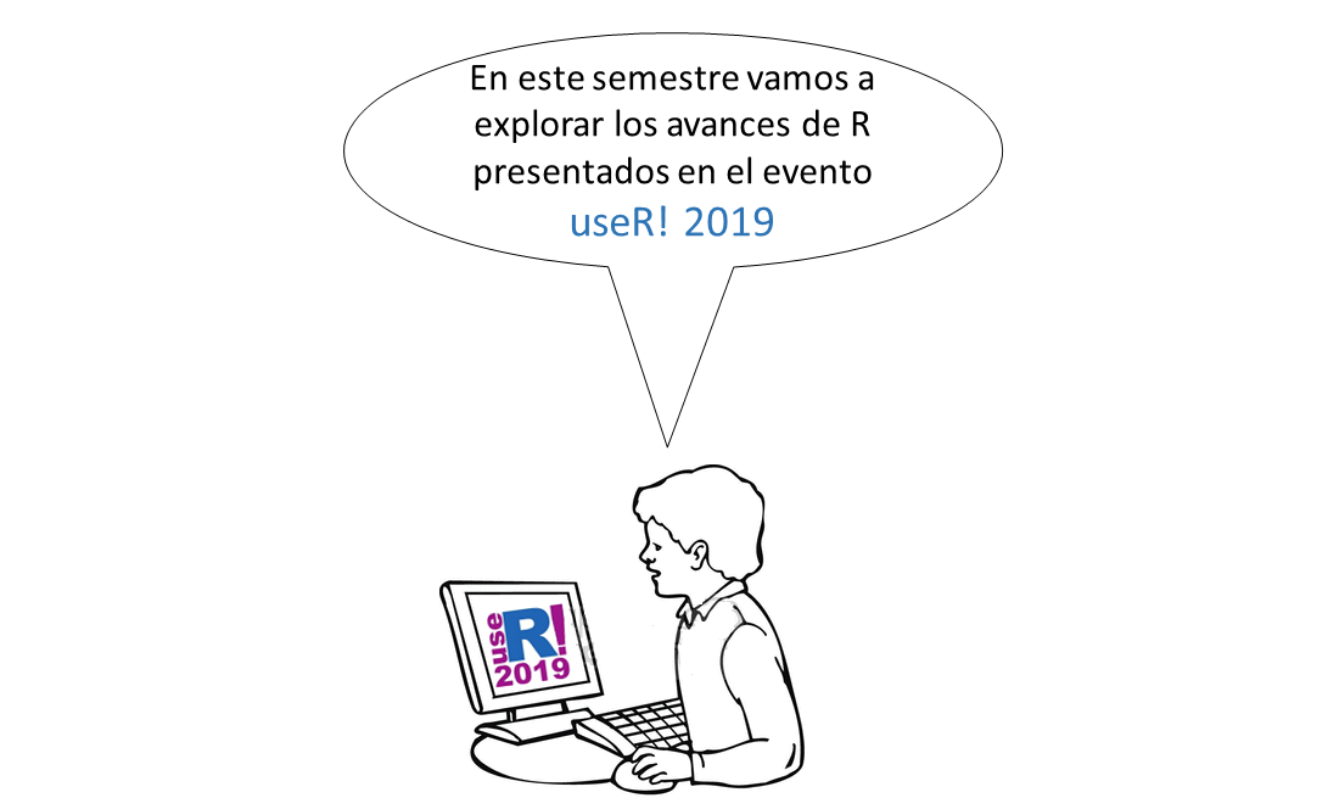 En este semestre vamos a
explorar los avances de R
presentados en el evento
useR! 2019
useR!
2019